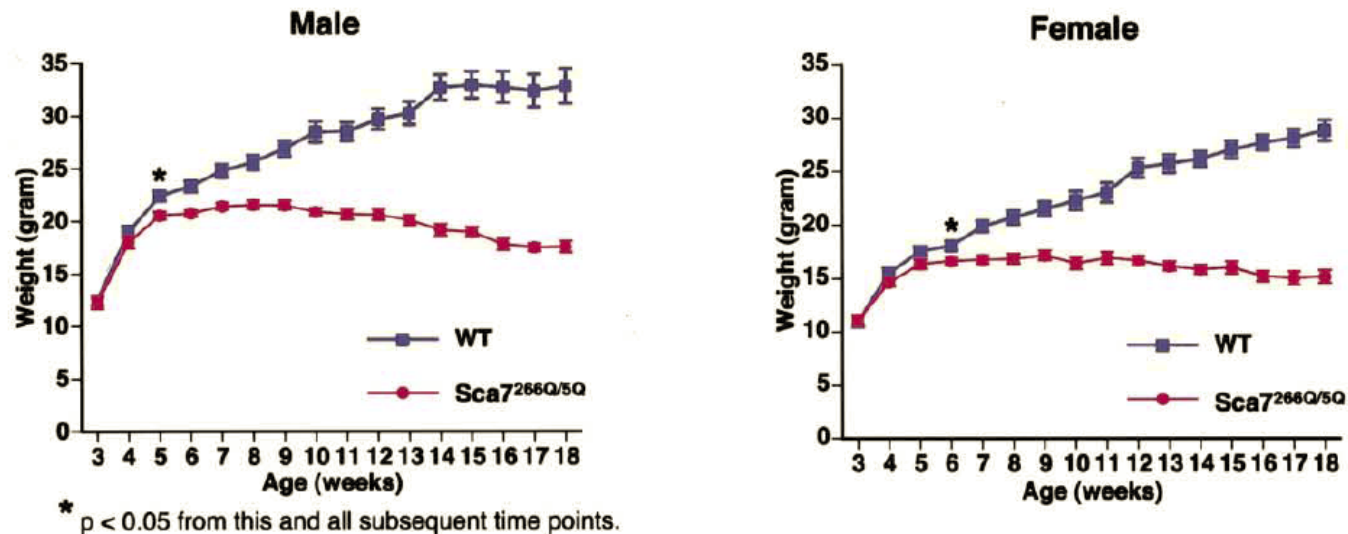 Male
Weight (gram)
35
30
25
20
15
10
5
0
*
WT
Sca7266Q/5Q
3 4 5 6 7 8 9 10 11 12 13 14 15 16 17 18
Age (weeks)
* p < 0.05 from this and all subsequent time points.
Female
Weight (gram)
35
30
25
20
15
10
5
0
*
WT
Sca7266Q/5Q
3 4 5 6 7 8 9 10 11 12 13 14 15 16 17 18
Age (weeks)